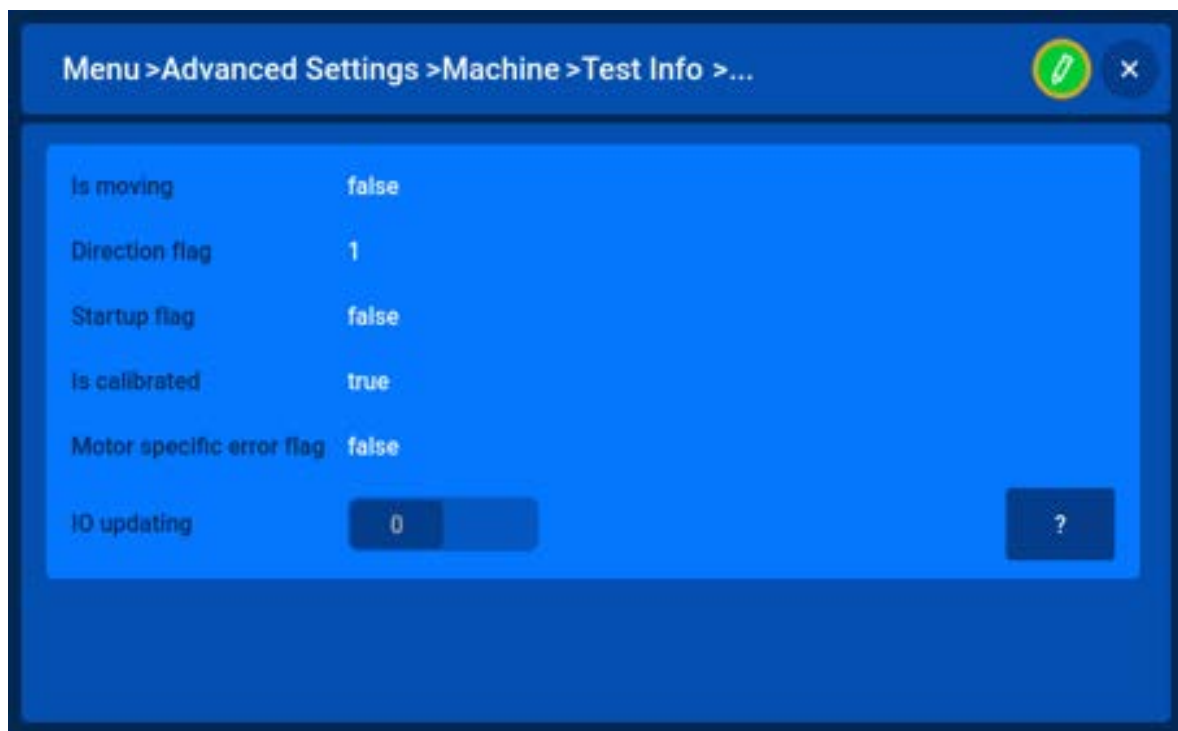 Menu >Advanced Settings >Machine >Test Info >...
Is moving false
Direction flag 1
Startup flag false
Is calibrated true
Motor specific error flag false
IO updating 0 ?